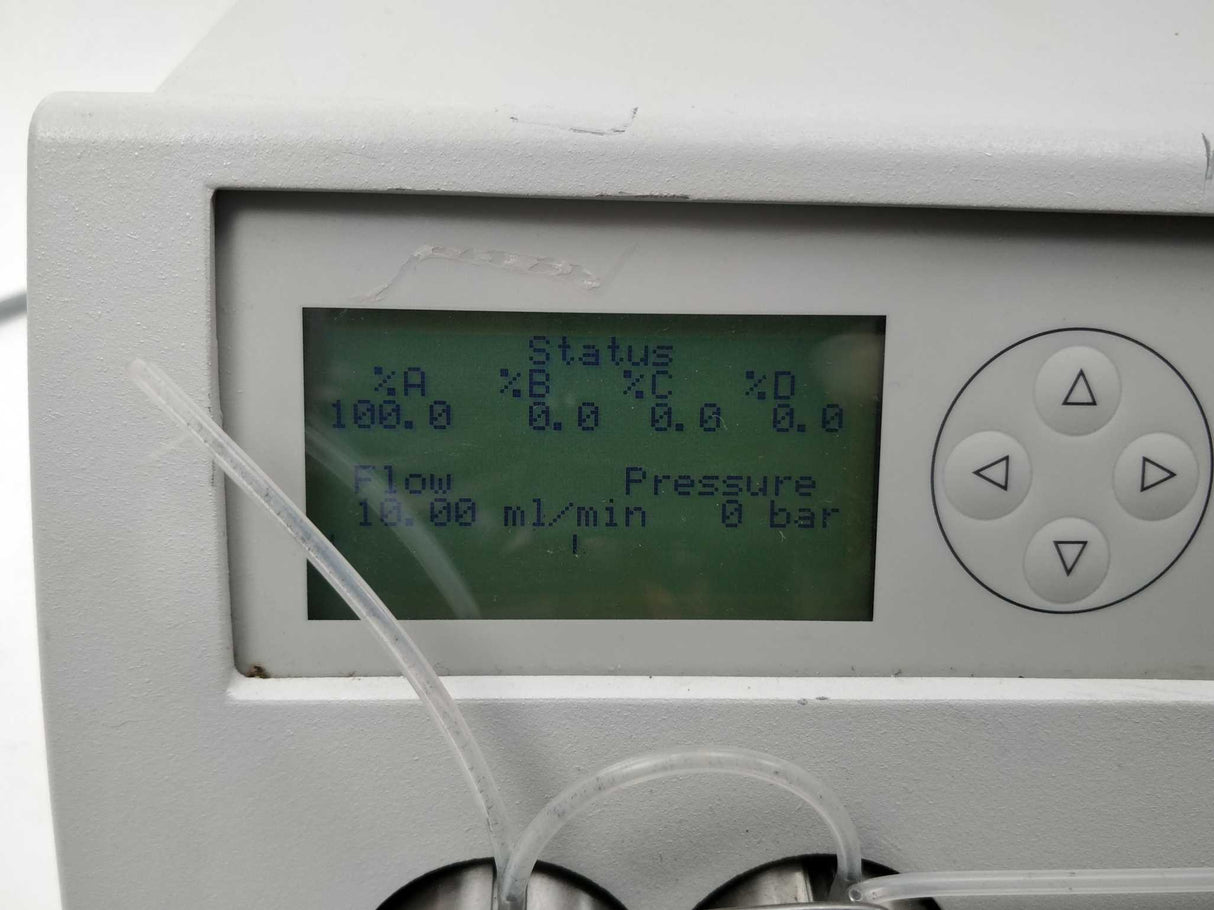 Status
%A %B %C %D
100.0 0.0 0.0 0.0
Flow Pressure
10.00 ml/min 0 bar